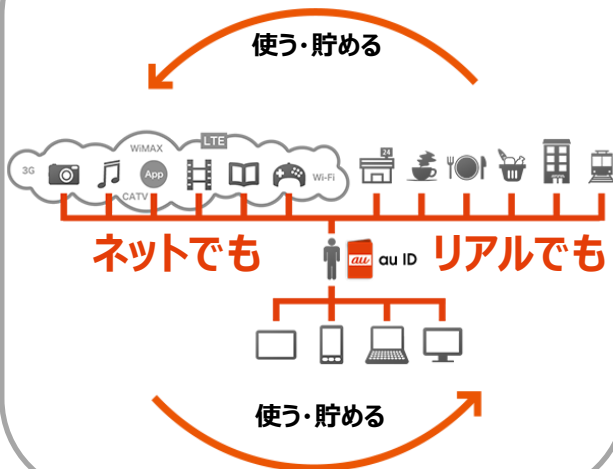 使う・貯める
WiMAX LTE
3G App Wi-Fi
CATV
24
ネットでも リアルでも
au au ID
使う・貯める